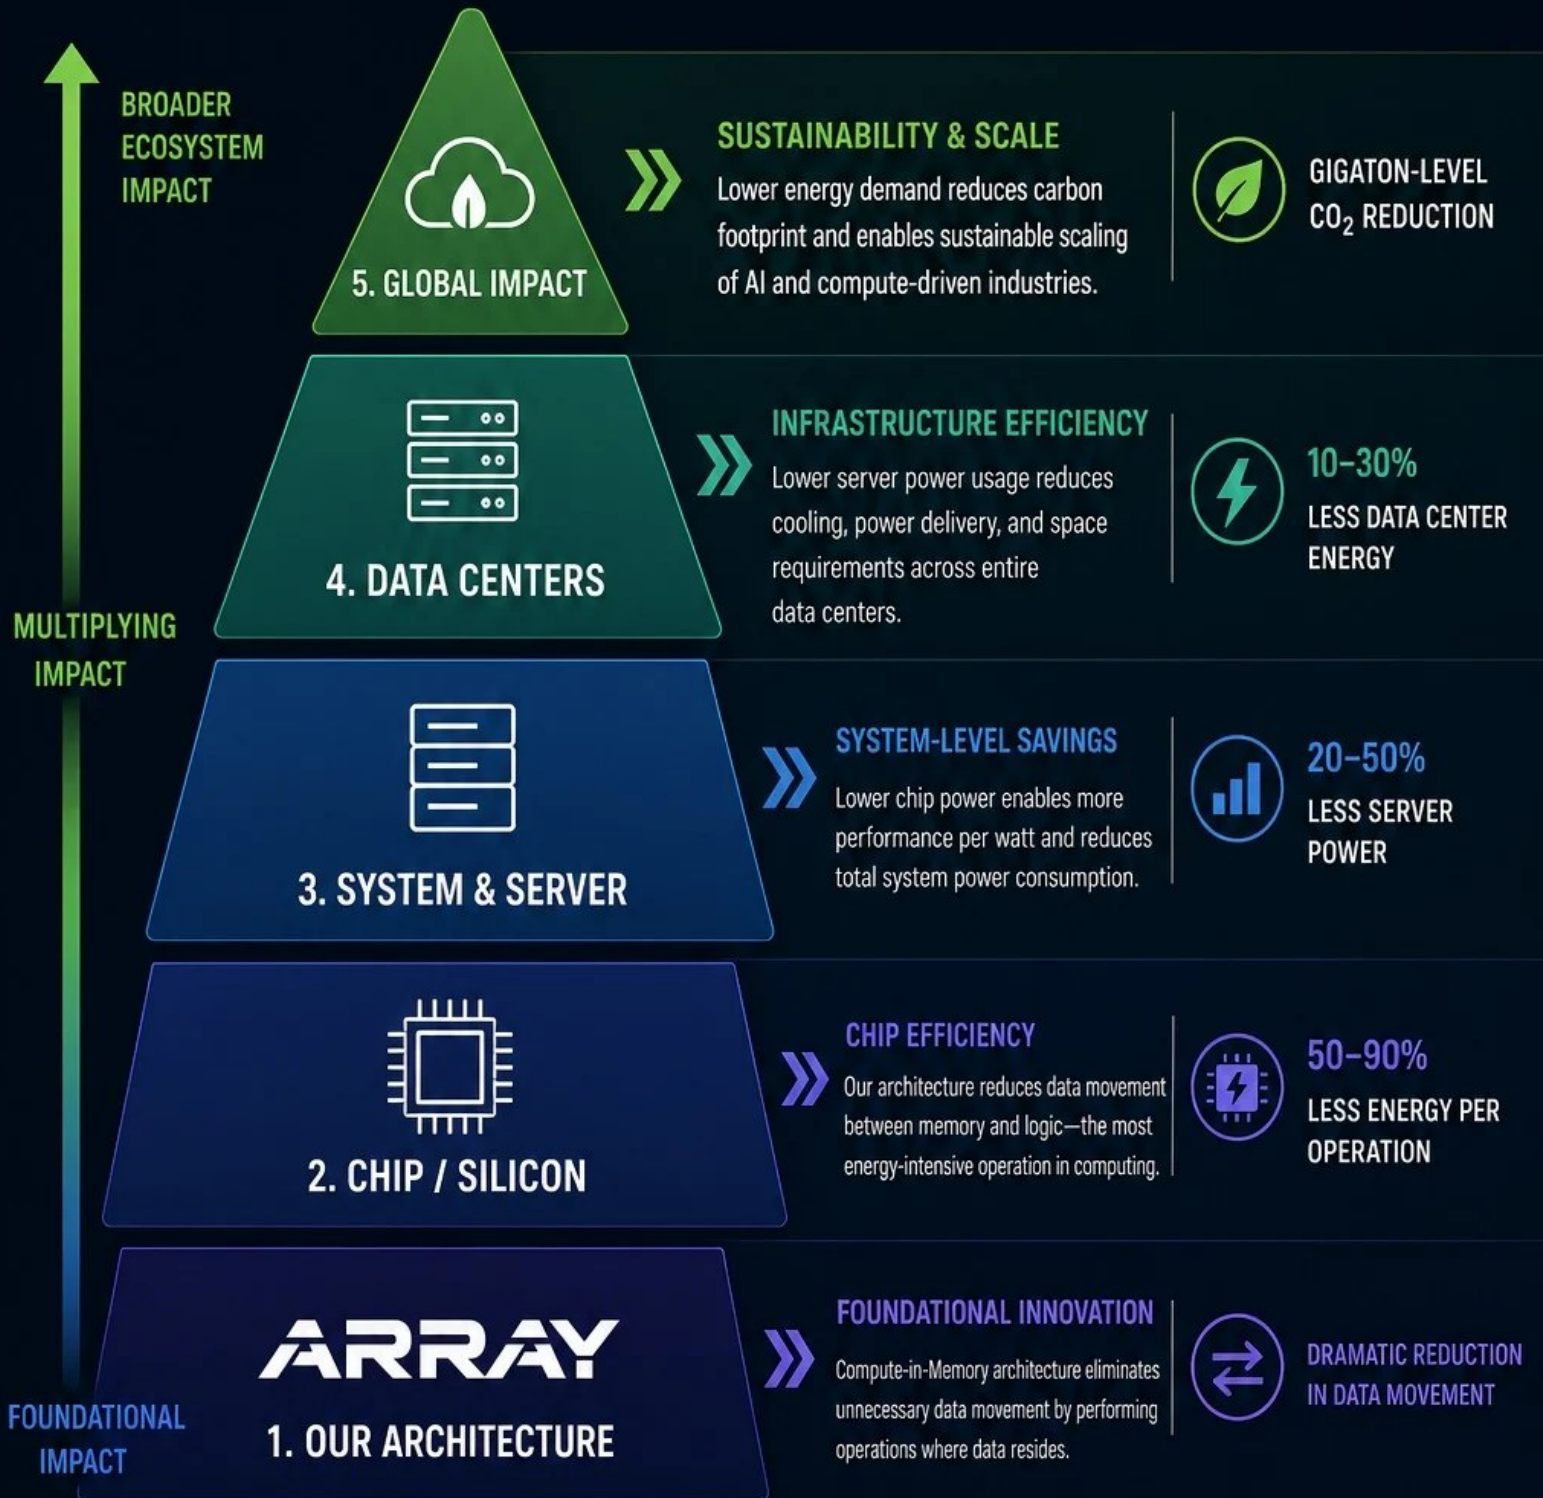 BROADER
ECOSYSTEM
IMPACT
5. GLOBAL IMPACT
SUSTAINABILITY & SCALE
Lower energy demand reduces carbon
footprint and enables sustainable scaling
of AI and compute-driven industries.
GIGATON-LEVEL
CO₂ REDUCTION
4. DATA CENTERS
INFRASTRUCTURE EFFICIENCY
Lower server power usage reduces
cooling, power delivery, and space
requirements across entire
data centers.
10–30%
LESS DATA CENTER
ENERGY
MULTIPLYING
IMPACT
3. SYSTEM & SERVER
SYSTEM-LEVEL SAVINGS
Lower chip power enables more
performance per watt and reduces
total system power consumption.
20–50%
LESS SERVER
POWER
2. CHIP / SILICON
CHIP EFFICIENCY
Our architecture reduces data movement
between memory and logic—the most
energy-intensive operation in computing.
50–90%
LESS ENERGY PER
OPERATION
FOUNDATIONAL
IMPACT
ARRAY
1. OUR ARCHITECTURE
FOUNDATIONAL INNOVATION
Compute-in-Memory architecture eliminates
unnecessary data movement by performing
operations where data resides.
DRAMATIC REDUCTION
IN DATA MOVEMENT